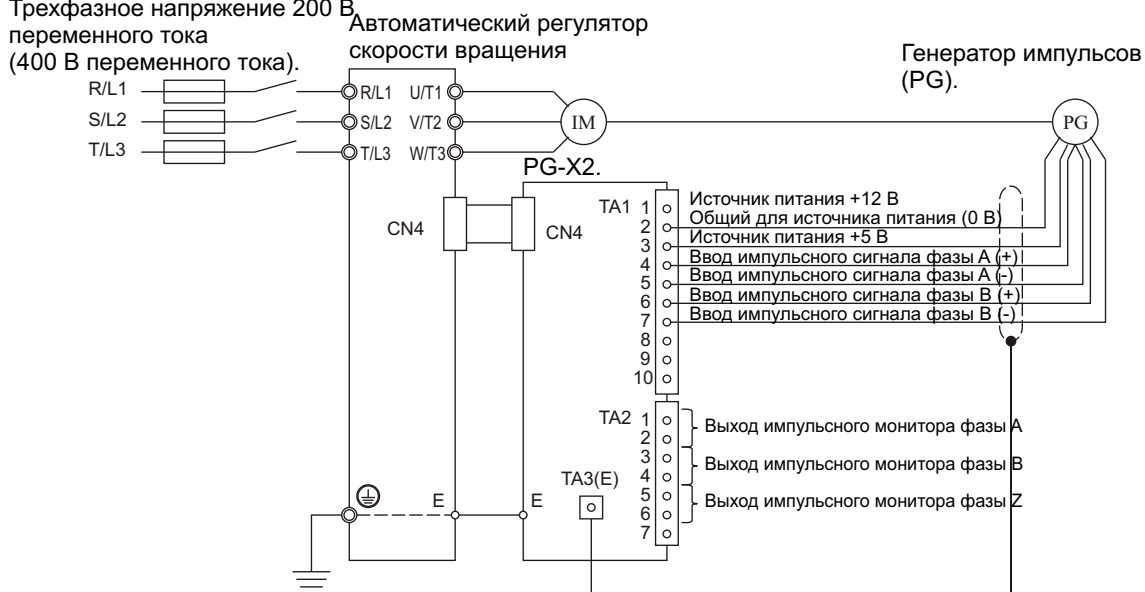 Трехфазное напряжение 200 В
переменного тока
(400 В переменного тока).
Автоматический регулятор
скорости вращения
Генератор импульсов
(PG).
R/L1
S/L2
T/L3
R/L1 U/T1
S/L2 V/T2
T/L3 W/T3
IM
PG
PG-X2.
CN4
CN4
TA1
1 Источник питания +12 В
2 Общий для источника питания (0 В)
3 Источник питания +5 В
4 Ввод импульсного сигнала фазы А (+)
5 Ввод импульсного сигнала фазы А (-)
6 Ввод импульсного сигнала фазы В (+)
7 Ввод импульсного сигнала фазы В (-)
8
9
10
TA2
1
2
Выход импульсного монитора фазы А
3
4
Выход импульсного монитора фазы В
5
6
Выход импульсного монитора фазы Z
7
TA3(E)
E
E